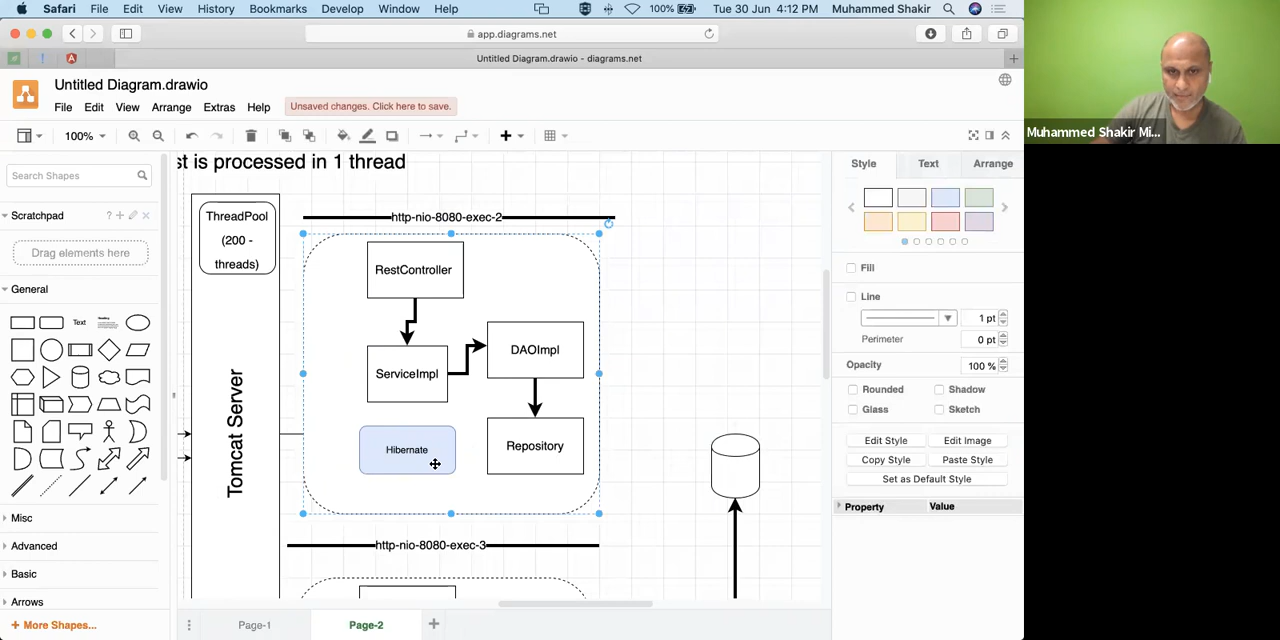 Safari File Edit View History Bookmarks Develop Window Help 100% Tue 30 Jun 4:12 PM Muhammed Shakir
app.diagrams.net
Untitled Diagram.drawio - diagrams.net
Untitled Diagram.drawio
File Edit View Arrange Extras Help Unsaved changes. Click here to save.
100%
Muhammed Shakir Mi...
Search Shapes
Scratchpad ?
Drag elements here
General
Text
Misc
Advanced
Basic
Arrows
+ More Shapes...
st is processed in 1 thread
ThreadPool
(200 -
threads)
Tomcat Server
http-nio-8080-exec-2
RestController
ServiceImpl
DAOImpl
Hibernate
Repository
http-nio-8080-exec-3
Page-1 Page-2
Style Text Arrange
Fill
Line
1 pt
Perimeter 0 pt
Opacity 100 %
Rounded Shadow
Glass Sketch
Edit Style Edit Image
Copy Style Paste Style
Set as Default Style
Property Value